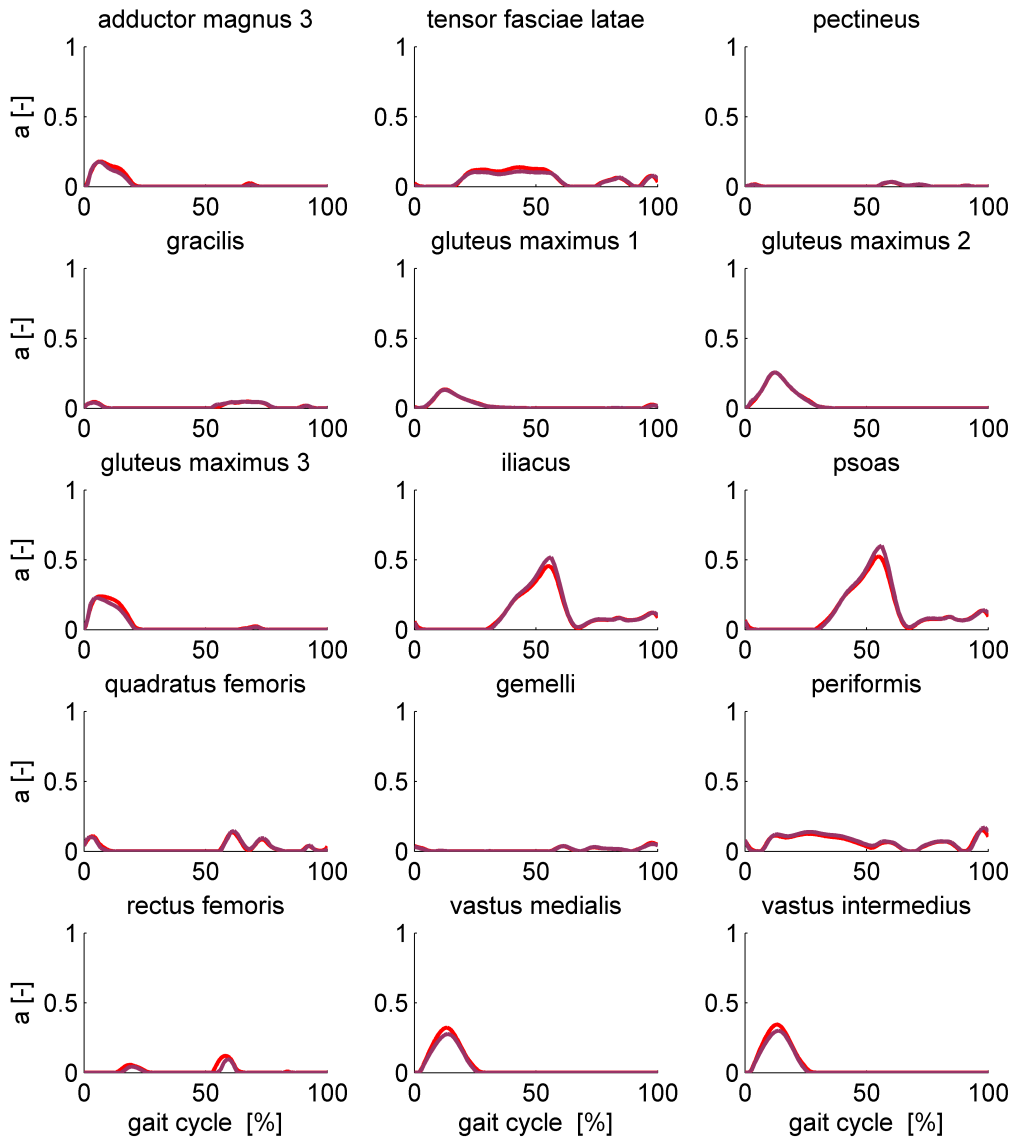 adductor magnus 3 tensor fasciae latae pectineus
1 1 1
a [-] 0.5 0.5 0.5
0 0 0
0 50 100 0 50 100 0 50 100
gracilis gluteus maximus 1 gluteus maximus 2
1 1 1
a [-] 0.5 0.5 0.5
0 0 0
0 50 100 0 50 100 0 50 100
gluteus maximus 3 iliacus psoas
1 1 1
a [-] 0.5 0.5 0.5
0 0 0
0 50 100 0 50 100 0 50 100
quadratus femoris gemelli periformis
1 1 1
a [-] 0.5 0.5 0.5
0 0 0
0 50 100 0 50 100 0 50 100
rectus femoris vastus medialis vastus intermedius
1 1 1
a [-] 0.5 0.5 0.5
0 0 0
0 50 100 0 50 100 0 50 100
gait cycle [%] gait cycle [%] gait cycle [%]